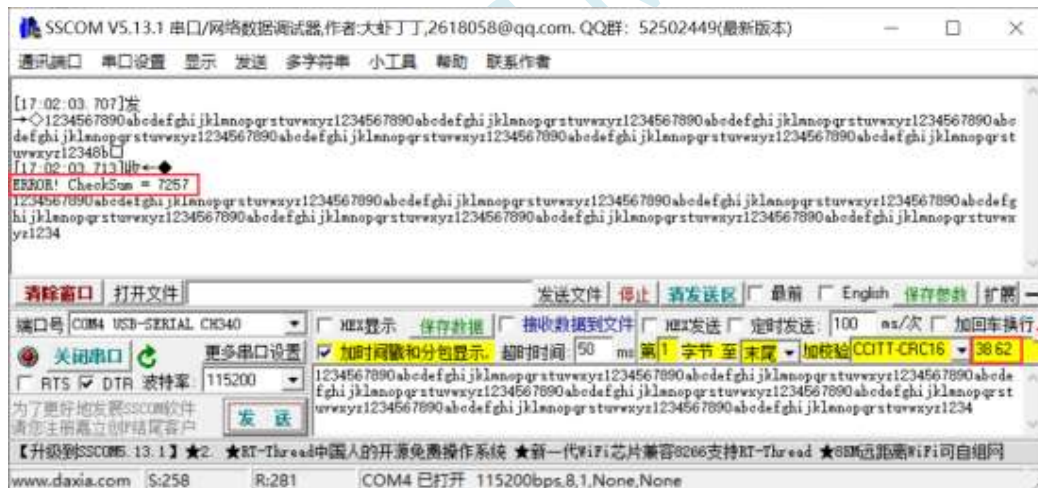 SSCOM V5.13.1 串口/网络数据调试器,作者:大虾丁丁,2618058@qq.com. QQ群: 52502449(最新版本)
通讯端口 串口设置 显示 发送 多字符串 小工具 帮助 联系作者
[17:02:03.707]发
→◇1234567890abcdefghijklmnopqrstuvwxyz1234567890abcdefghijklmnopqrstuvwxyz1234567890abcdefghijklmnopqrstuvwxyz1234567890abc
defghijklmnopqrstuvwxyz1234567890abcdefghijklmnopqrstuvwxyz1234567890abcdefghijklmnopqrstuvwxyz1234567890abcdefghijklmnopqrst
uvwxyz12348b□
[17:02:03.713]收←◆
ERROR! CheckSum = 7257
1234567890abcdefghijklmnopqrstuvwxyz1234567890abcdefghijklmnopqrstuvwxyz1234567890abcdefghijklmnopqrstuvwxyz1234567890abcdefg
hijklmnopqrstuvwxyz1234567890abcdefghijklmnopqrstuvwxyz1234567890abcdefghijklmnopqrstuvwxyz1234567890abcdefghijklmnopqrstuvwx
yz1234
清除窗口 打开文件 发送文件 停止 清发送区 最前 English 保存参数 扩展 —
端口号 COM4 USB-SERIAL CH340 HEX显示 保存数据 接收数据到文件 HEX发送 定时发送: 100 ms/次 加回车换行
关闭串口 更多串口设置 加时间戳和分包显示. 超时时间: 50 ms 第 1 字节 至 末尾 加校验 CCITT-CRC16 38 62
RTS DTR 波特率: 115200
1234567890abcdefghijklmnopqrstuvwxyz1234567890abcdefghijklmnopqrstuvwxyz1234567890abcdefghijklmnopqrstuvwxyz1234567890abcde
fghijklmnopqrstuvwxyz1234567890abcdefghijklmnopqrstuvwxyz1234567890abcdefghijklmnopqrstuvwxyz1234567890abcdefghijklmnopqrst
uvwxyz1234567890abcdefghijklmnopqrstuvwxyz1234
为了更好地发展SSCOM软件
请您注册嘉立创F结尾客户
发 送
【升级到SSCOM5.13.1】★2. ★RT-Thread中国人的开源免费操作系统 ★新一代WiFi芯片兼容8266支持RT-Thread ★8KM远距离WiFi可自组网
www.daxia.com S:258 R:281 COM4 已打开 115200bps,8,1,None,None